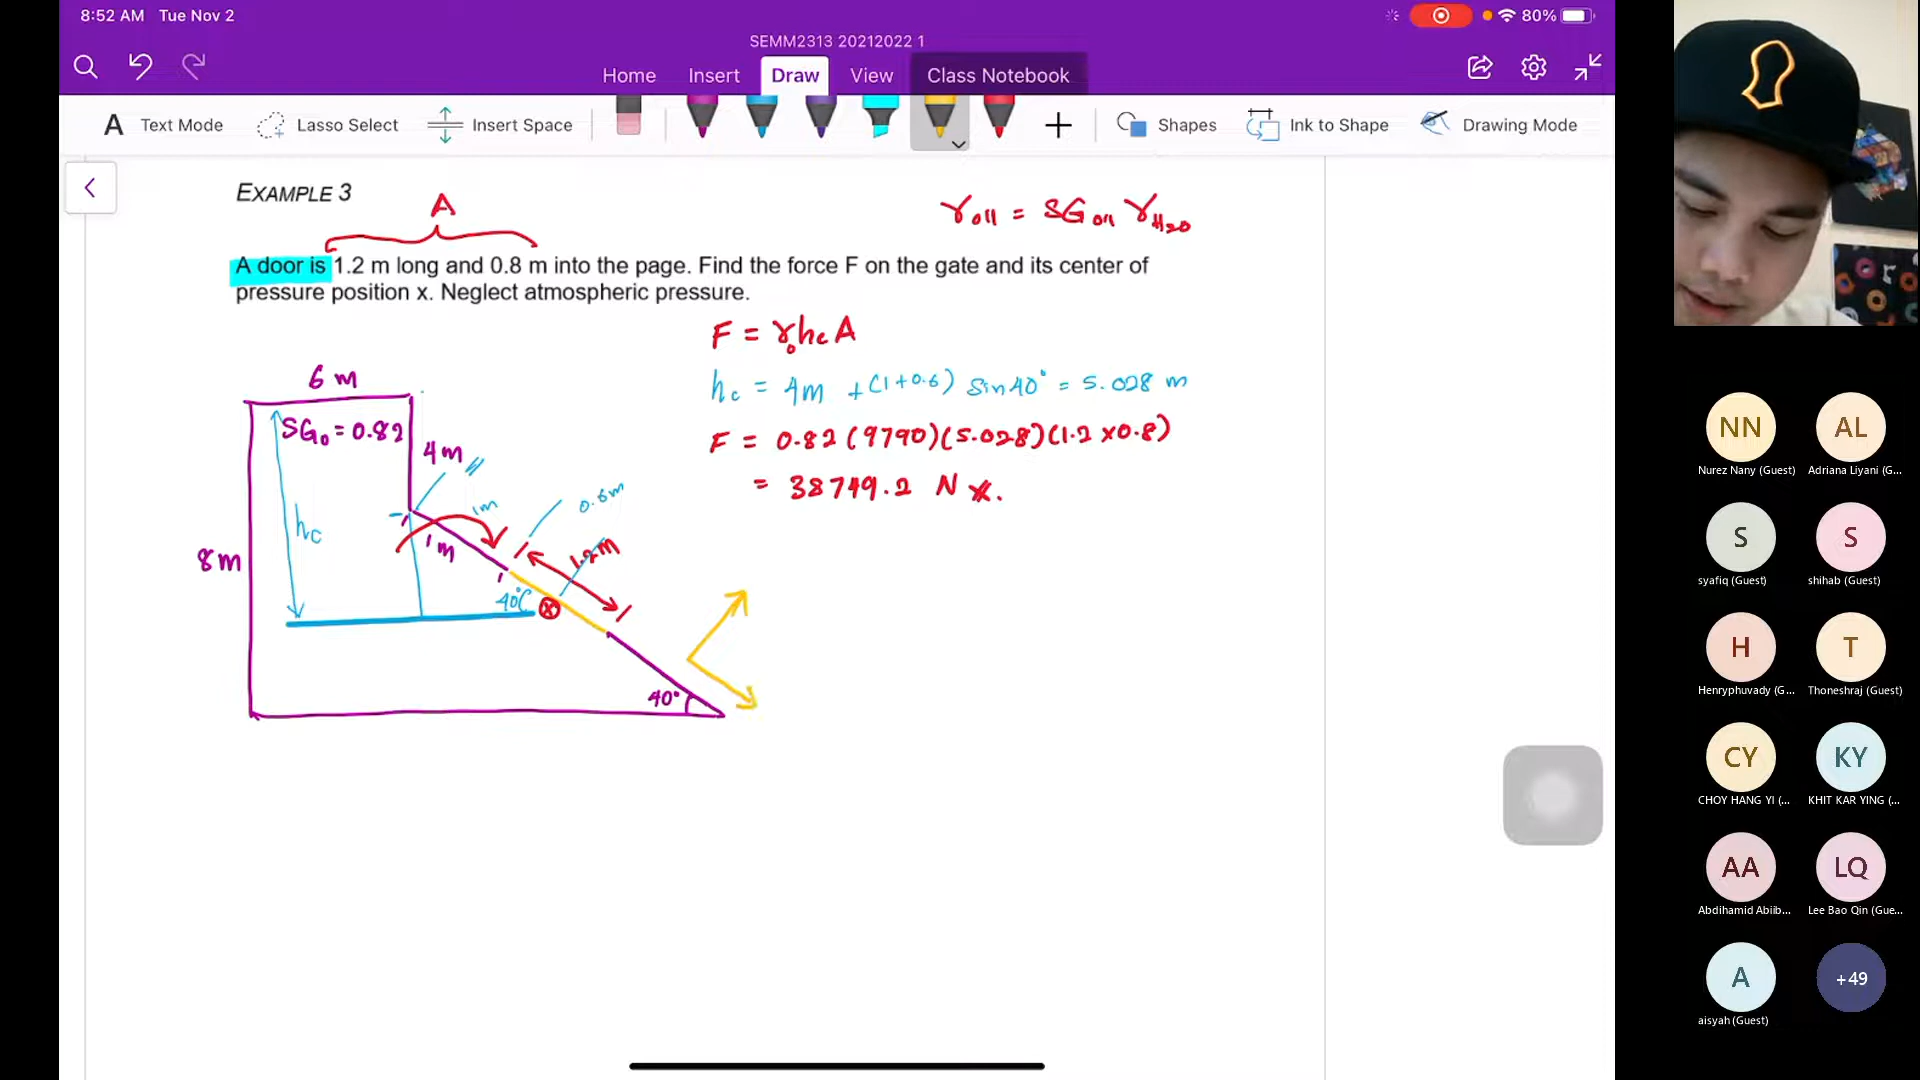 8:52 AM Tue Nov 2
80%
SEMM2313 20212022 1
Home Insert Draw View Class Notebook
A Text Mode Lasso Select Insert Space Shapes Ink to Shape Drawing Mode
EXAMPLE 3
A
γoil = SGoil γH2O
A door is 1.2 m long and 0.8 m into the page. Find the force F on the gate and its center of
pressure position x. Neglect atmospheric pressure.
F = γo hc A
hc = 4m + (1+0.6) sin 40° = 5.028 m
F = 0.82 (9790)(5.028)(1.2 × 0.8)
= 38749.2 N
6 m
SGo = 0.82
4m
1m
0.6m
hc
1m
1.2m
8m
40°
40°
NN
Nurez Nany (Guest)
AL
Adriana Liyani (G...
S
syafiq (Guest)
S
shihab (Guest)
H
Henryphuvady (G...
T
Thoneshraj (Guest)
CY
CHOY HANG YI (...
KY
KHIT KAR YING (...
AA
Abdihamid Abiib...
LQ
Lee Bao Qin (Gue...
A
aisyah (Guest)
+49